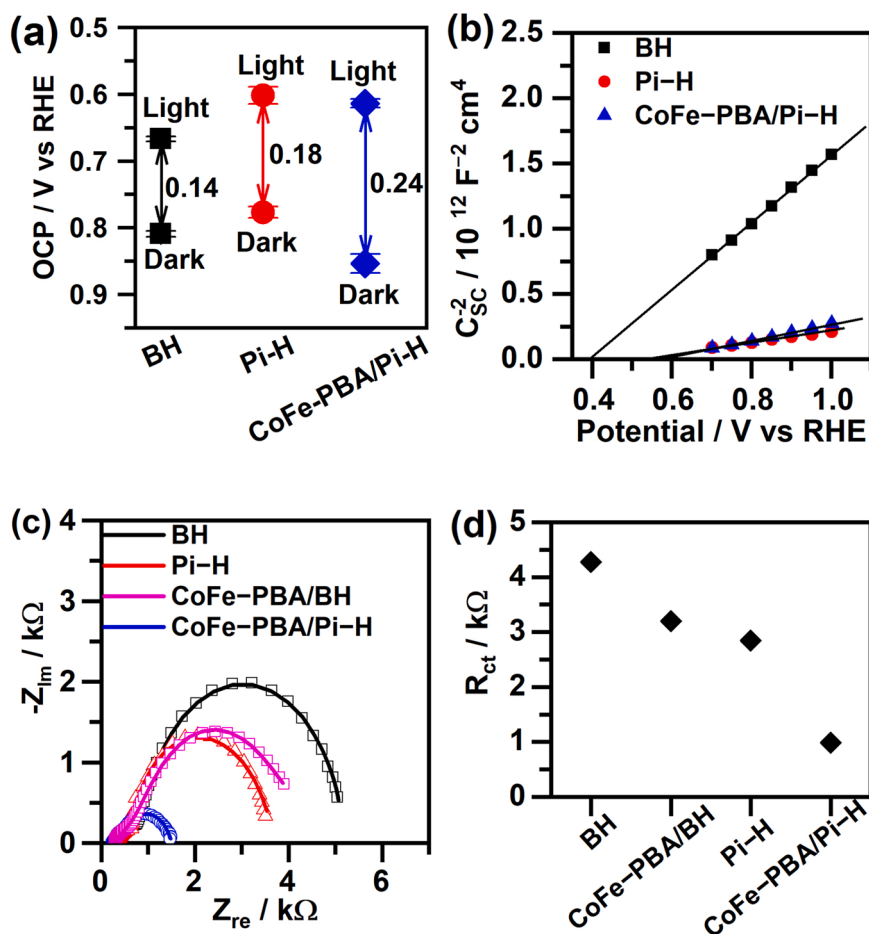 (a)
0.5
0.6
0.7
0.8
0.9
OCP / V vs RHE
Light
Light
Light
0.14
0.18
0.24
Dark
Dark
Dark
BH
Pi-H
CoFe-PBA/Pi-H
(b)
2.5
2.0
1.5
1.0
0.5
0.0
C_SC^-2 / 10^12 F^−2 cm^4
BH
Pi−H
CoFe−PBA/Pi−H
0.4 0.6 0.8 1.0
Potential / V vs RHE
(c)
4
3
2
1
0
-Z_Im / kΩ
BH
Pi−H
CoFe−PBA/BH
CoFe−PBA/Pi−H
0 2 4 6
Z_re / kΩ
(d)
5
4
3
2
1
0
R_ct / kΩ
BH
CoFe−PBA/BH
Pi−H
CoFe−PBA/Pi−H